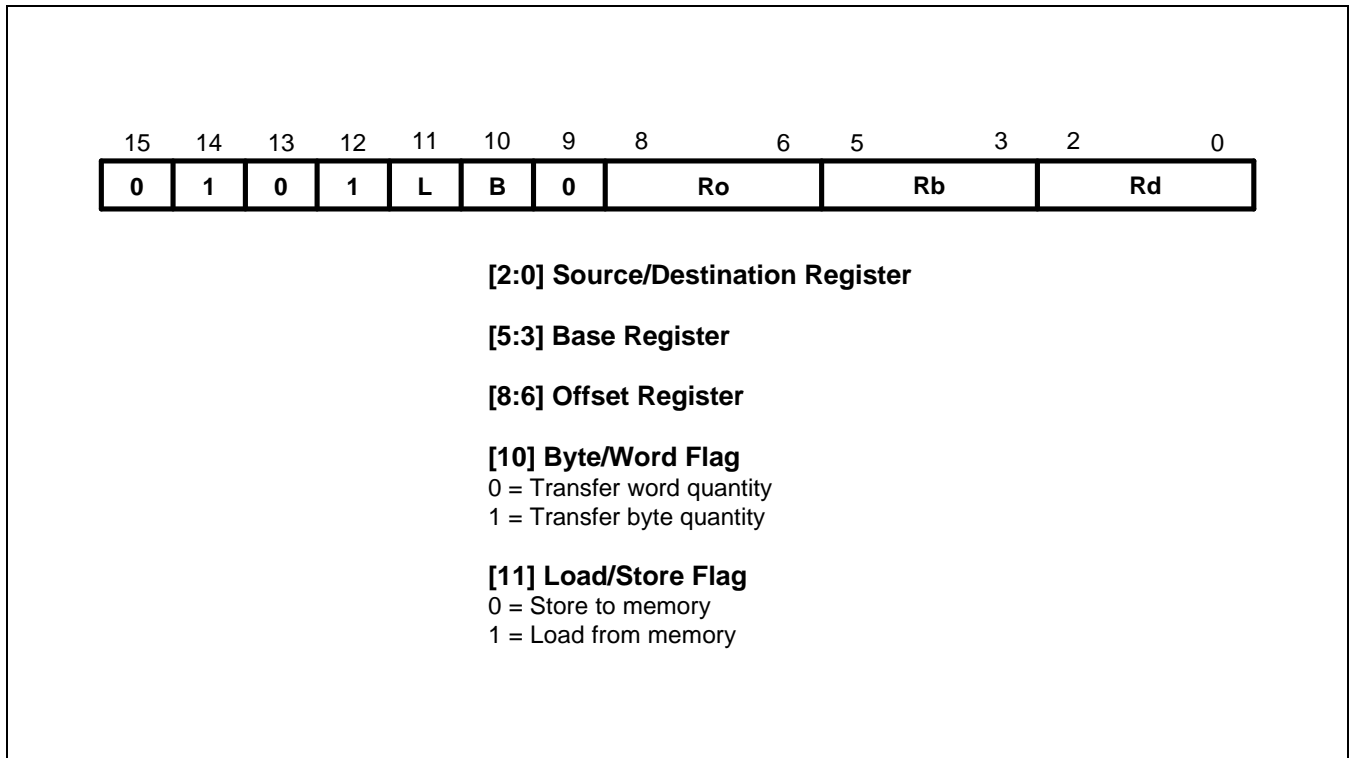 15 14 13 12 11 10 9 8 6 5 3 2 0
0 1 0 1 L B 0 Ro Rb Rd
[2:0] Source/Destination Register
[5:3] Base Register
[8:6] Offset Register
[10] Byte/Word Flag
0 = Transfer word quantity
1 = Transfer byte quantity
[11] Load/Store Flag
0 = Store to memory
1 = Load from memory